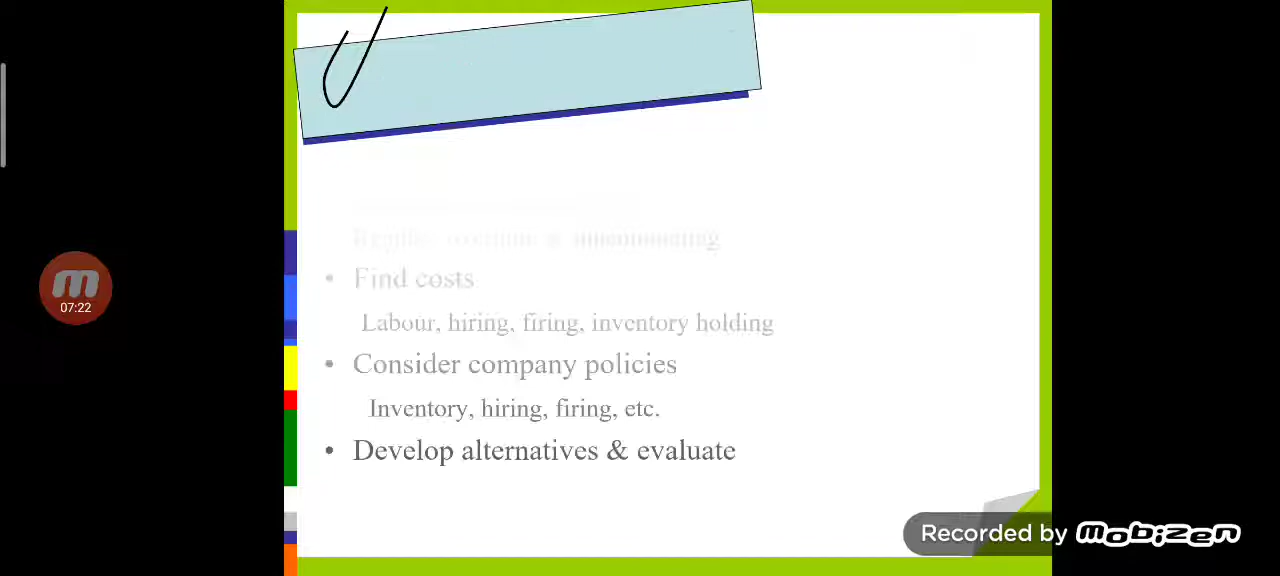 • Find costs
Labour, hiring, firing, inventory holding
• Consider company policies
Inventory, hiring, firing, etc.
• Develop alternatives & evaluate
07:22
Recorded by mobizen